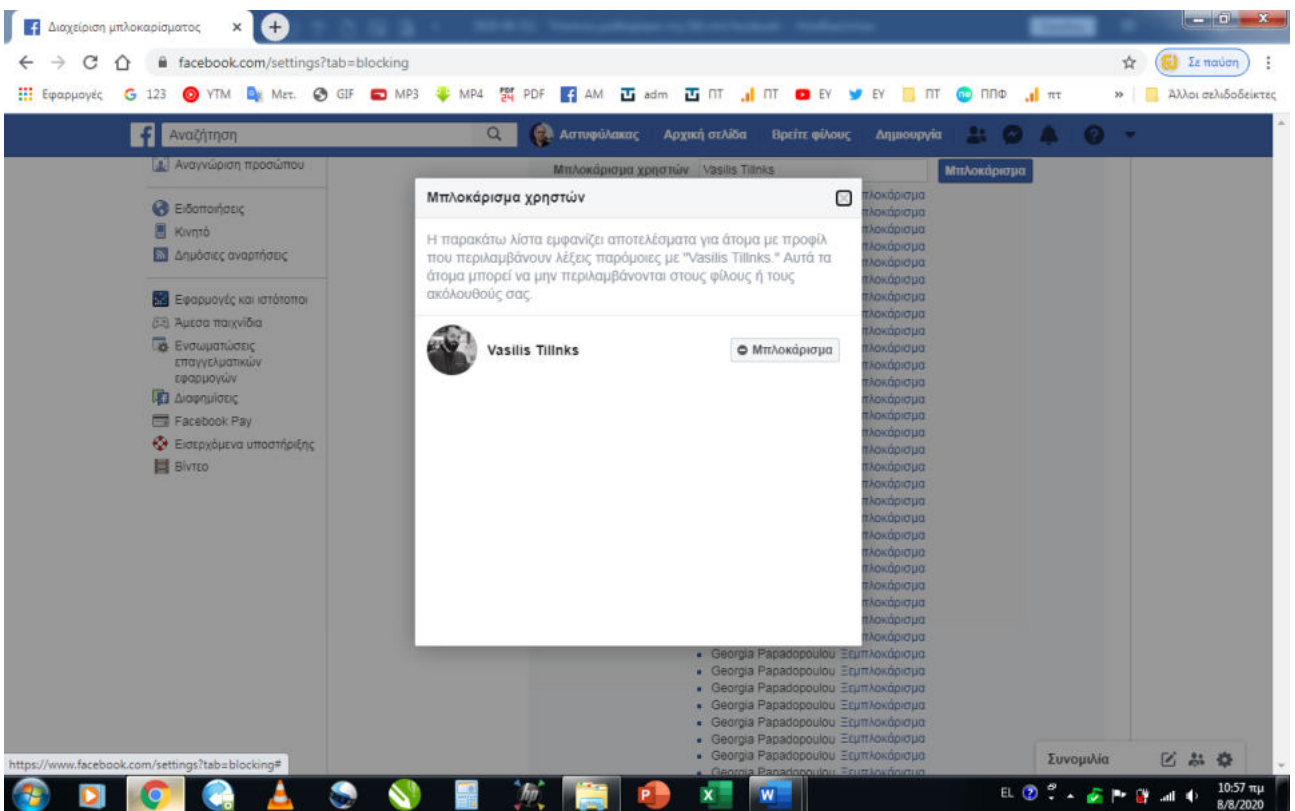 Διαχείριση μπλοκαρίσματος
facebook.com/settings?tab=blocking
Σε παύση
Εφαρμογές 123 YTM Μετ. GIF MP3 MP4 PDF AM adm ΠΤ ΠΤ ΕΥ ΕΥ ΠΤ ΠΠΦ πτ » Άλλοι σελιδοδείκτες
Αναζήτηση
Αστυφύλακας Αρχική σελίδα Βρείτε φίλους Δημιουργία
Αναγνώριση προσώπου
Μπλοκάρισμα χρηστών Vasilis Tillnks Μπλοκάρισμα
Ειδοποιήσεις
Κινητό
Δημόσιες αναρτήσεις
Εφαρμογές και ιστότοποι
Άμεσα παιχνίδια
Ενσωματώσεις
επαγγελματικών
εφαρμογών
Διαφημίσεις
Facebook Pay
Εισερχόμενα υποστήριξης
Βίντεο
Μπλοκάρισμα χρηστών
Η παρακάτω λίστα εμφανίζει αποτελέσματα για άτομα με προφίλ
που περιλαμβάνουν λέξεις παρόμοιες με "Vasilis Tillnks." Αυτά τα
άτομα μπορεί να μην περιλαμβάνονται στους φίλους ή τους
ακόλουθούς σας.
Vasilis Tillnks
Μπλοκάρισμα
Georgia Papadopoulou Ξεμπλοκάρισμα
Georgia Papadopoulou Ξεμπλοκάρισμα
Georgia Papadopoulou Ξεμπλοκάρισμα
Georgia Papadopoulou Ξεμπλοκάρισμα
Georgia Papadopoulou Ξεμπλοκάρισμα
Georgia Papadopoulou Ξεμπλοκάρισμα
Georgia Papadopoulou Ξεμπλοκάρισμα
Georgia Papadopoulou Ξεμπλοκάρισμα
Συνομιλία
https://www.facebook.com/settings?tab=blocking#
EL
10:57 πμ
8/8/2020